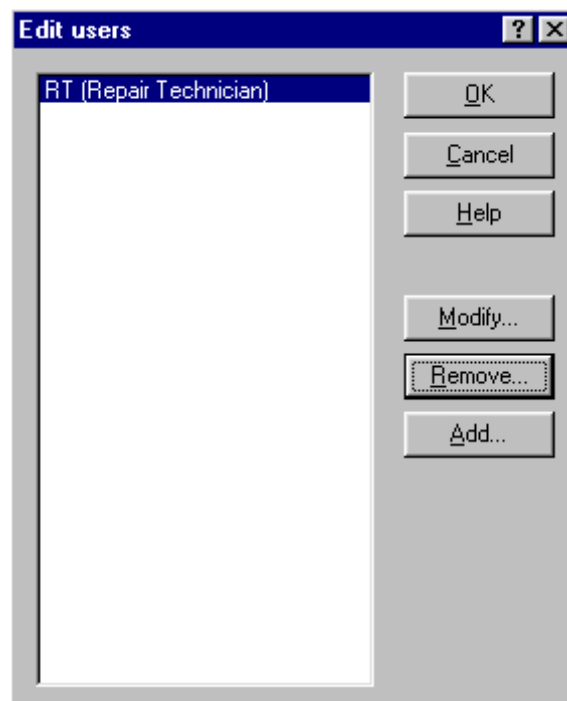 Edit users
RT (Repair Technician)
OK
Cancel
Help
Modify...
Remove...
Add...